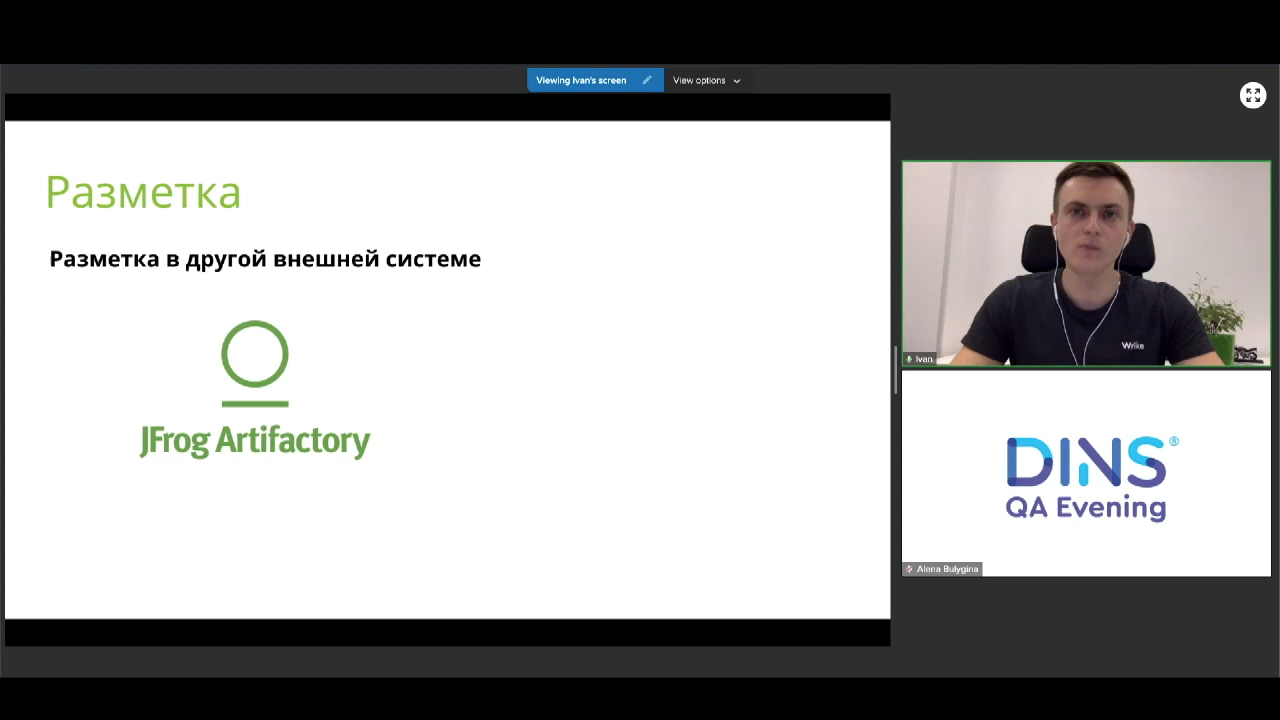 Viewing Ivan's screen
View options
Разметка
Разметка в другой внешней системе
JFrog Artifactory
Wrike
Ivan
DINS®
QA Evening
Alena Bulygina